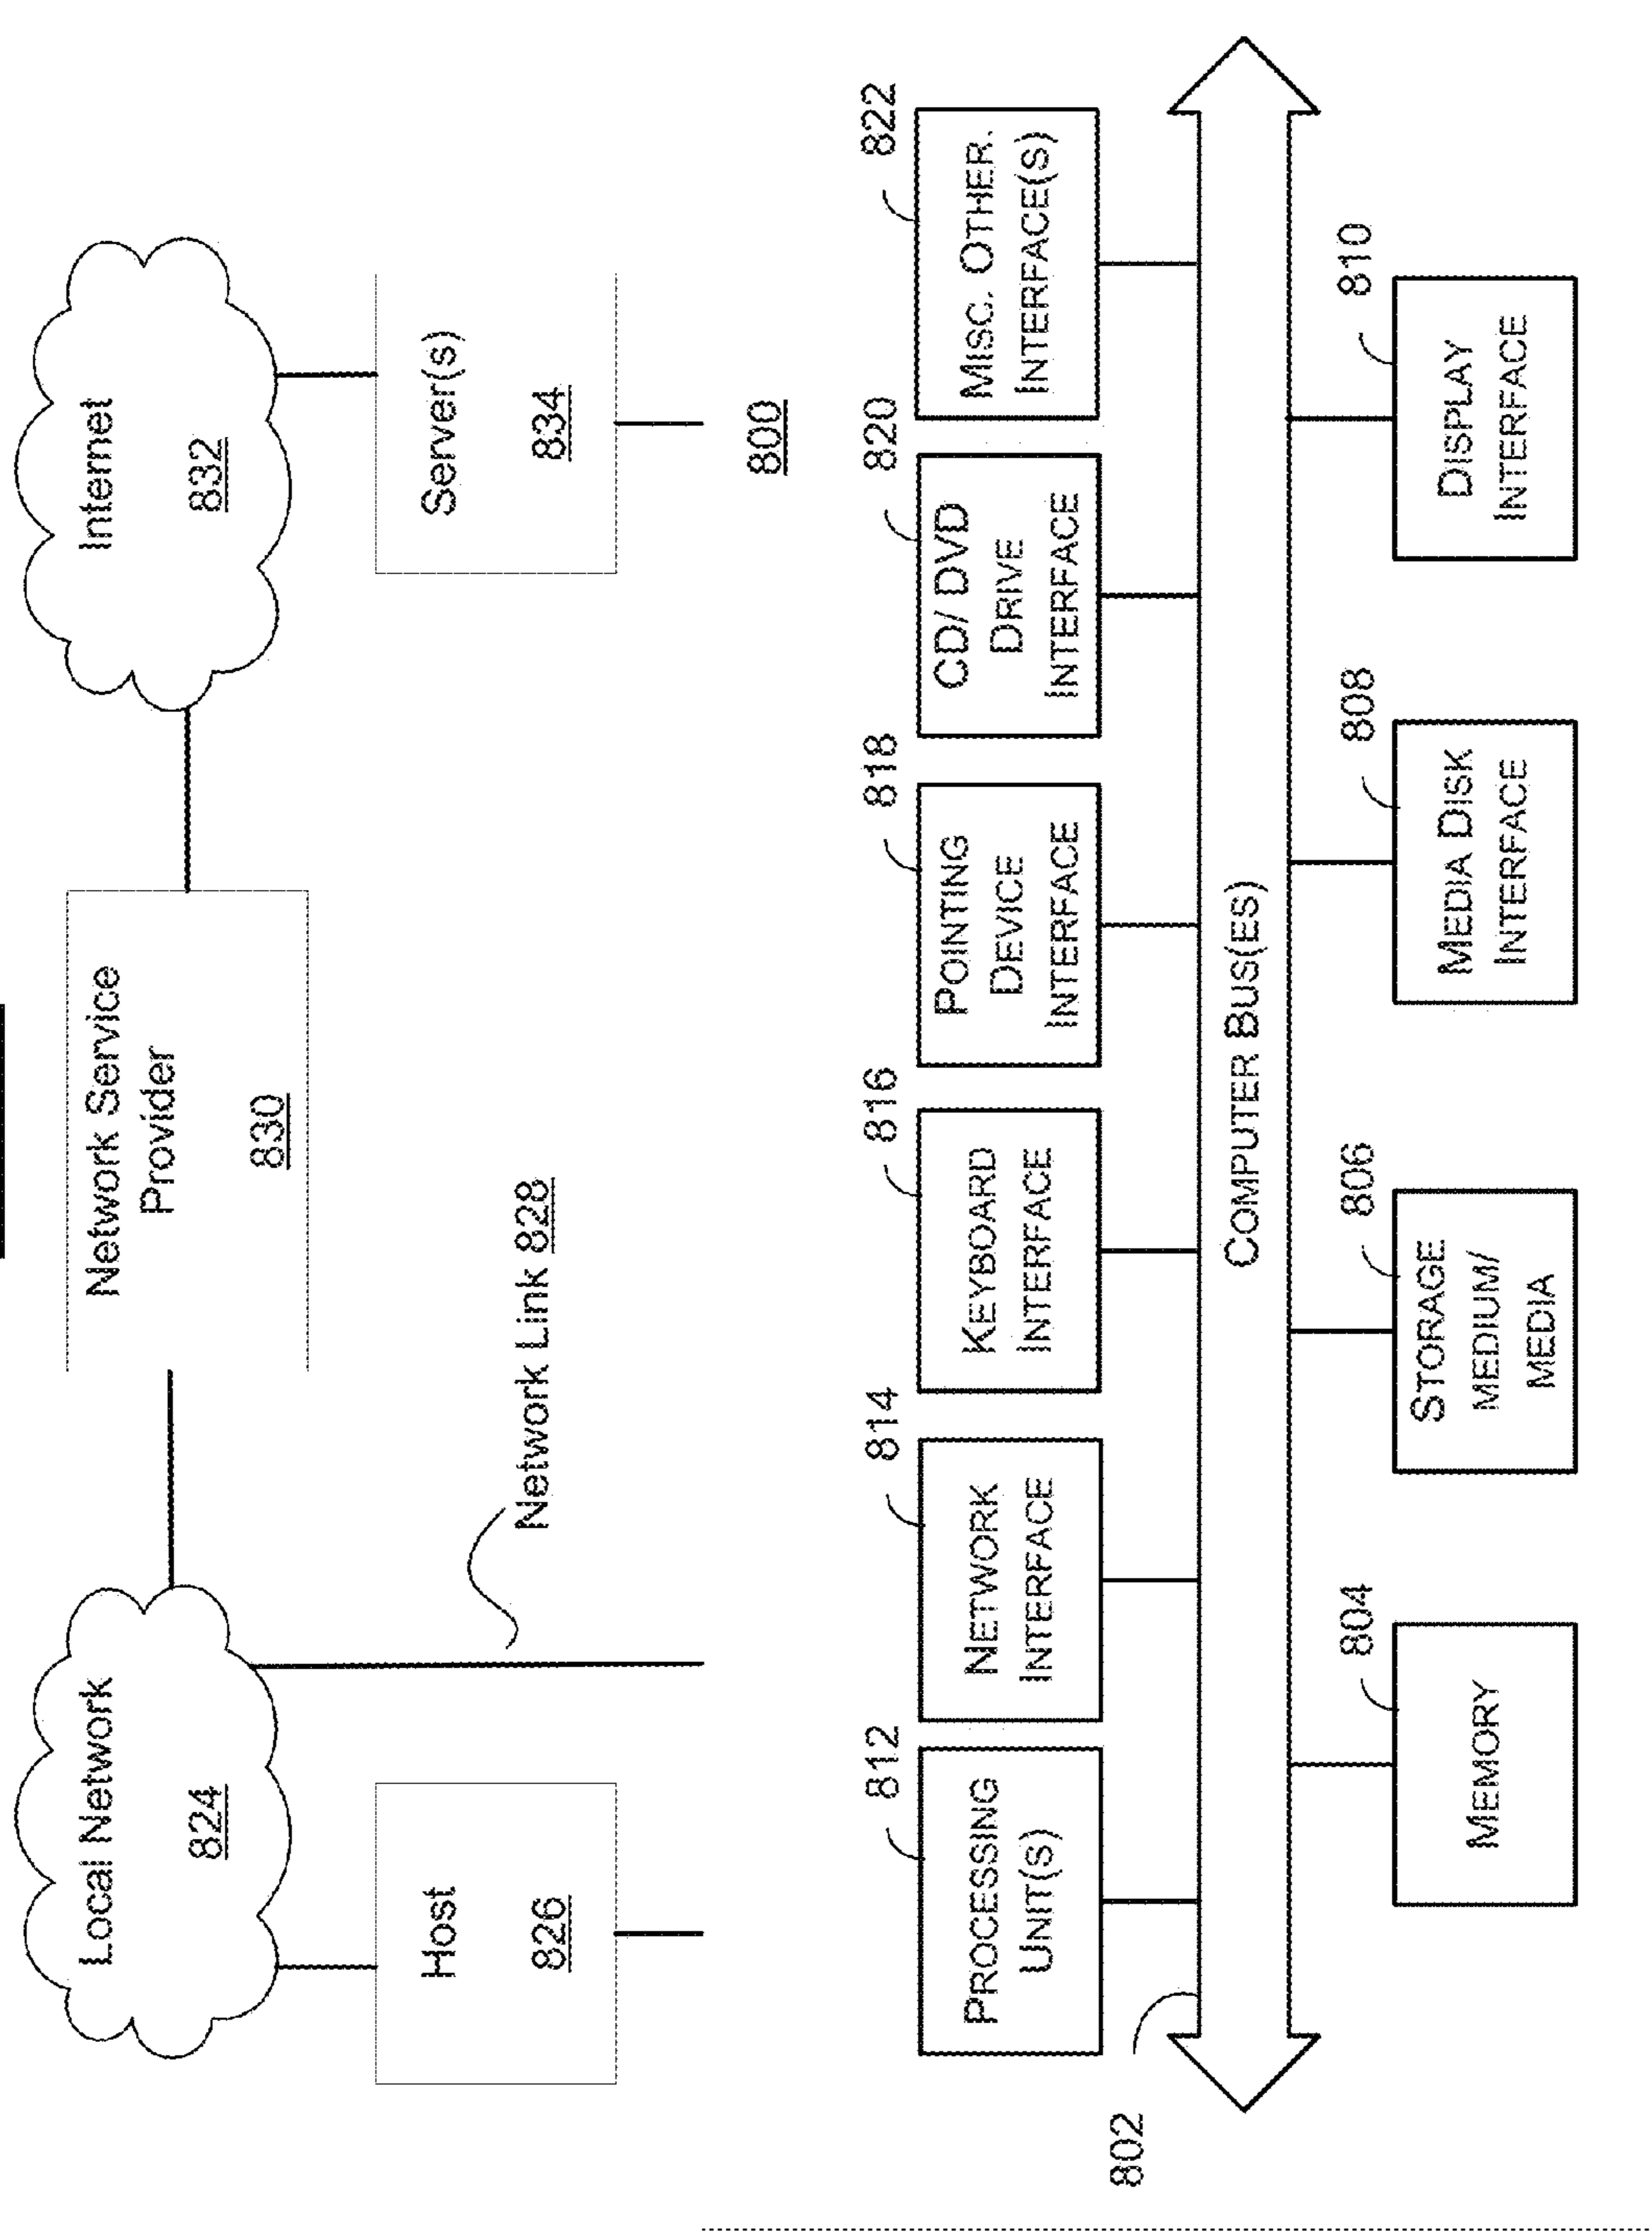 Local Network
824
Network Service
Provider
830
Internet
832
Host
826
Network Link 828
Server(s)
834
800
812
PROCESSING
UNIT(S)
814
NETWORK
INTERFACE
816
KEYBOARD
INTERFACE
818
POINTING
DEVICE
INTERFACE
820
CD/ DVD
DRIVE
INTERFACE
822
MISC. OTHER.
INTERFACE(S)
802
COMPUTER BUS(ES)
804
MEMORY
806
STORAGE
MEDIUM/
MEDIA
808
MEDIA DISK
INTERFACE
810
DISPLAY
INTERFACE